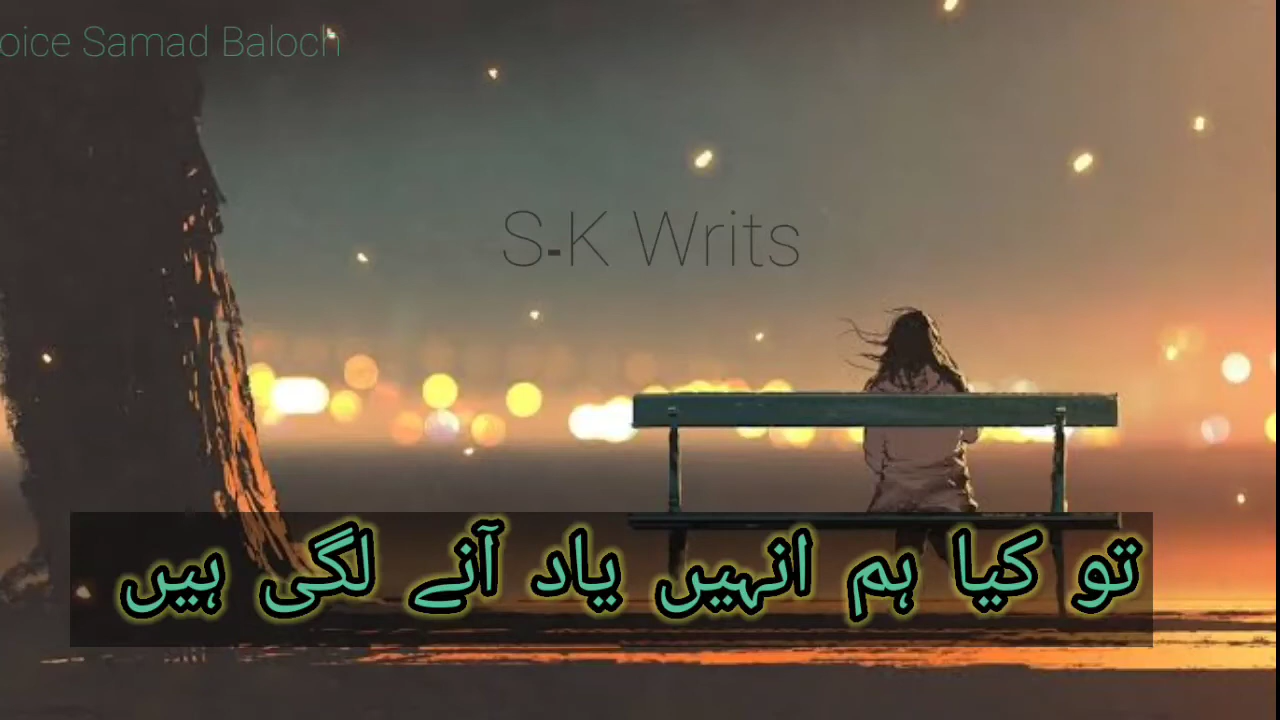 oice Samad Baloch
S-K Writs
تو کیا ہم انہیں یاد آنے لگی ہیں